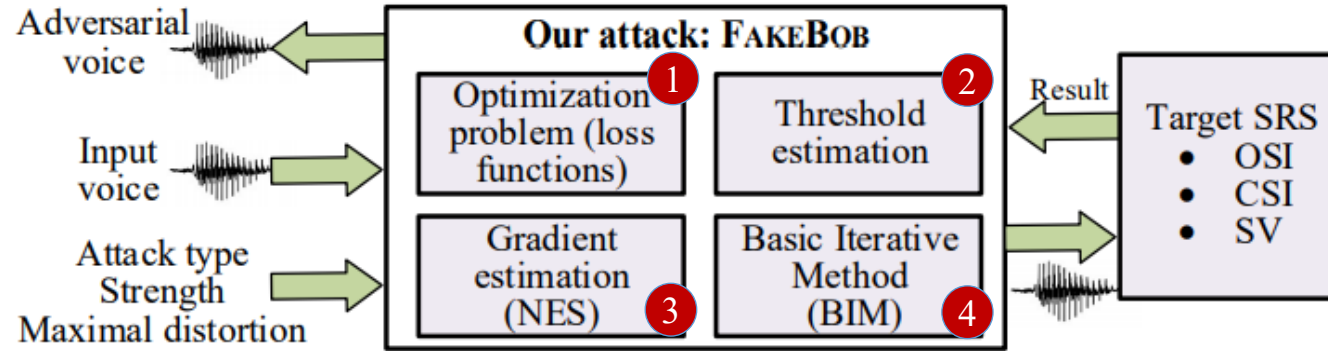 Adversarial
voice
Input
voice
Attack type
Strength
Maximal distortion
Our attack: FAKEBOB
1
Optimization
problem (loss
functions)
2
Threshold
estimation
Gradient
estimation
(NES)
3
Basic Iterative
Method
(BIM)
4
Result
Target SRS
• OSI
• CSI
• SV